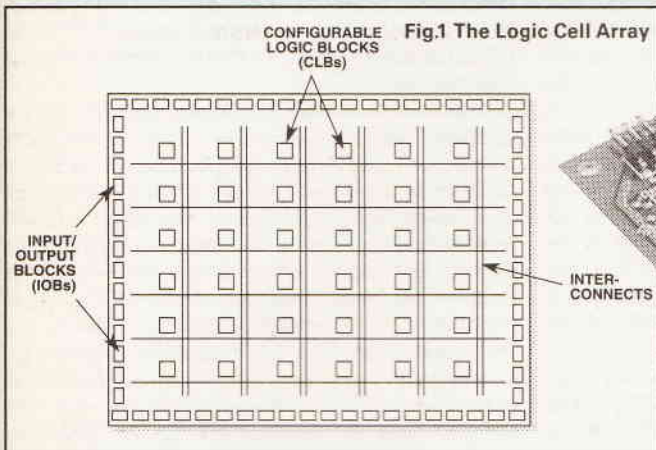 Fig.1 The Logic Cell Array
CONFIGURABLE
LOGIC BLOCKS
(CLBs)
INPUT/
OUTPUT
BLOCKS
(IOBs)
INTER-
CONNECTS